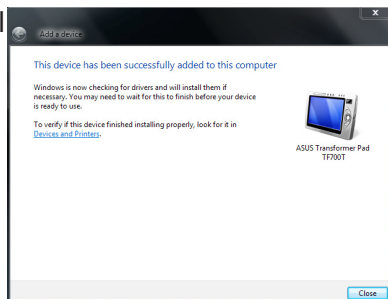 Add a device
This device has been successfully added to this computer
Windows is now checking for drivers and will install them if
necessary. You may need to wait for this to finish before your device
is ready to use.
To verify if this device finished installing properly, look for it in
Devices and Printers.
ASUS Transformer Pad
TF700T
Close